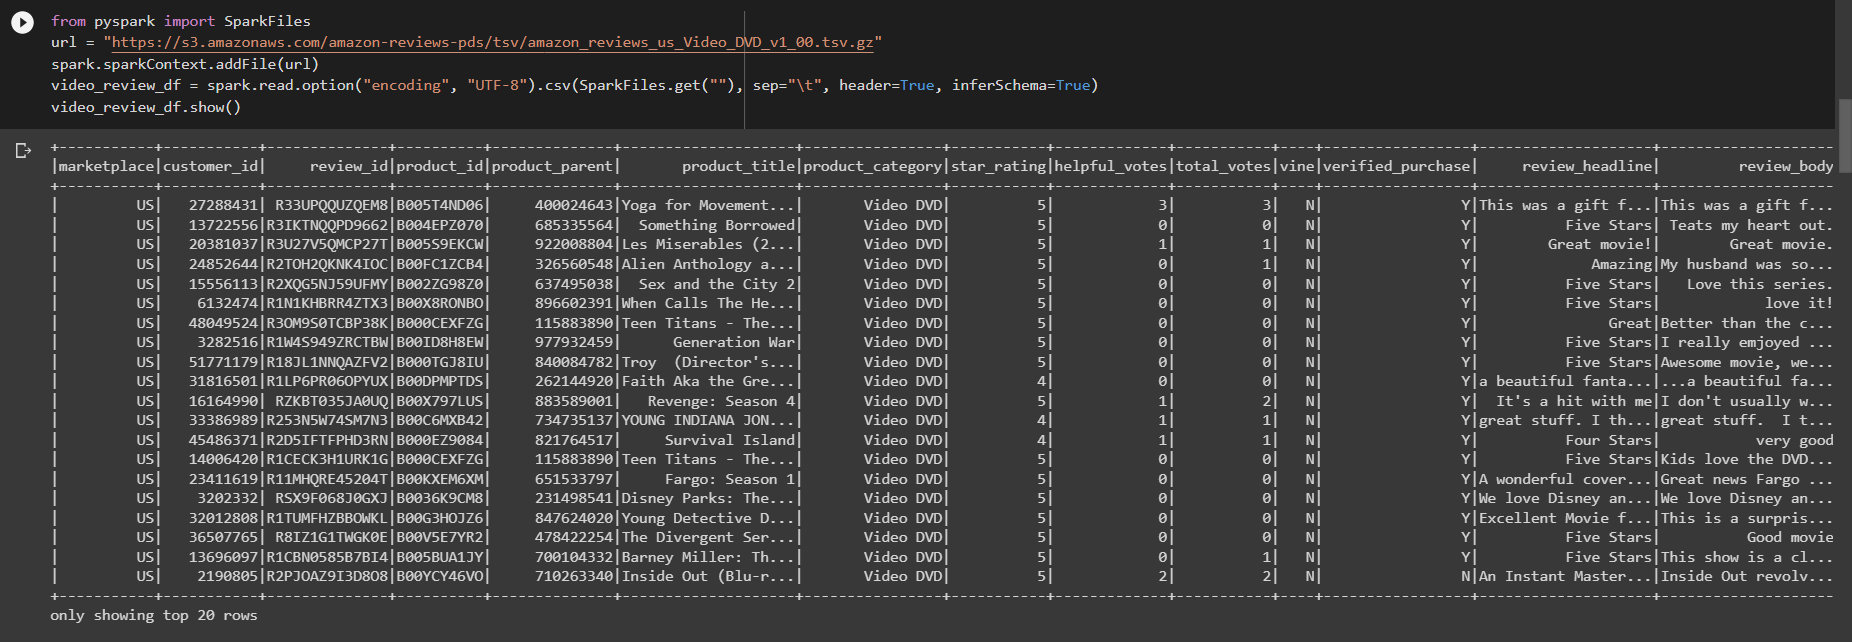 from pyspark import SparkFiles
url = "https://s3.amazonaws.com/amazon-reviews-pds/tsv/amazon_reviews_us_Video_DVD_v1_00.tsv.gz"
spark.sparkContext.addFile(url)
video_review_df = spark.read.option("encoding", "UTF-8").csv(SparkFiles.get(""), sep="\t", header=True, inferSchema=True)
video_review_df.show()
+-----------+-----------+--------------+----------+--------------+--------------------+----------------+-----------+-------------+-----------+----+-----------------+--------------------+--------------------
|marketplace|customer_id|     review_id|product_id|product_parent|       product_title|product_category|star_rating|helpful_votes|total_votes|vine|verified_purchase|     review_headline|         review_body
+-----------+-----------+--------------+----------+--------------+--------------------+----------------+-----------+-------------+-----------+----+-----------------+--------------------+--------------------
|         US|   27288431| R33UPQQUZQEM8|B005T4ND06|     400024643|Yoga for Movement...|       Video DVD|          5|            3|          3|   N|                Y|This was a gift f...|This was a gift f...
|         US|   13722556|R3IKTNQQPD9662|B004EPZ070|     685335564|  Something Borrowed|       Video DVD|          5|            0|          0|   N|                Y|          Five Stars| Teats my heart out.
|         US|   20381037|R3U27V5QMCP27T|B005S9EKCW|     922008804|Les Miserables (2...|       Video DVD|          5|            1|          1|   N|                Y|        Great movie!|        Great movie.
|         US|   24852644|R2TOH2QKNK4IOC|B00FC1ZCB4|     326560548|Alien Anthology a...|       Video DVD|          5|            0|          1|   N|                Y|             Amazing|My husband was so...
|         US|   15556113|R2XQG5NJ59UFMY|B002ZG98Z0|     637495038|  Sex and the City 2|       Video DVD|          5|            0|          0|   N|                Y|          Five Stars|   Love this series.
|         US|    6132474|R1N1KHBRR4ZTX3|B00X8RONBO|     896602391|When Calls The He...|       Video DVD|          5|            0|          0|   N|                Y|          Five Stars|            love it!
|         US|   48049524|R3OM9S0TCBP38K|B000CEXFZG|     115883890|Teen Titans - The...|       Video DVD|          5|            0|          0|   N|                Y|               Great|Better than the c...
|         US|    3282516|R1W4S949ZRCTBW|B00ID8H8EW|     977932459|      Generation War|       Video DVD|          5|            0|          0|   N|                Y|          Five Stars|I really emjoyed ...
|         US|   51771179|R18JL1NNQAZFV2|B000TGJ8IU|     840084782|Troy  (Director's...|       Video DVD|          5|            0|          0|   N|                Y|          Five Stars|Awesome movie, we...
|         US|   31816501|R1LP6PR06OPYUX|B00DPMPTDS|     262144920|Faith Aka the Gre...|       Video DVD|          4|            0|          0|   N|                Y|a beautiful fanta...|...a beautiful fa...
|         US|   16164990| RZKBT035JA0UQ|B00X797LUS|     883589001|   Revenge: Season 4|       Video DVD|          5|            1|          2|   N|                Y|  It's a hit with me|I don't usually w...
|         US|   33386989|R253N5W74SM7N3|B00C6MXB42|     734735137|YOUNG INDIANA JON...|       Video DVD|          4|            1|          1|   N|                Y|great stuff. I th...|great stuff.  I t...
|         US|   45486371|R2D5IFTFPHD3RN|B000EZ9084|     821764517|     Survival Island|       Video DVD|          4|            1|          1|   N|                Y|          Four Stars|           very good
|         US|   14006420|R1CECK3H1URK1G|B000CEXFZG|     115883890|Teen Titans - The...|       Video DVD|          5|            0|          0|   N|                Y|          Five Stars|Kids love the DVD...
|         US|   23411619|R11MHQRE45204T|B00KXEM6XM|     651533797|     Fargo: Season 1|       Video DVD|          5|            0|          0|   N|                Y|A wonderful cover...|Great news Fargo ...
|         US|    3202332| RSX9F068J0GXJ|B0036K9CM8|     231498541|Disney Parks: The...|       Video DVD|          5|            0|          0|   N|                Y|We love Disney an...|We love Disney an...
|         US|   32012808|R1TUMFHZBBOWKL|B00G3HOJZ6|     847624020|Young Detective D...|       Video DVD|          5|            0|          0|   N|                Y|Excellent Movie f...|This is a surpris...
|         US|   36507765| R8IZ1G1TWGK0E|B00V5E7YR2|     478422254|The Divergent Ser...|       Video DVD|          5|            0|          0|   N|                Y|          Five Stars|          Good movie
|         US|   13696097|R1CBN0585B7BI4|B005BUA1JY|     700104332|Barney Miller: Th...|       Video DVD|          5|            0|          1|   N|                Y|          Five Stars|This show is a cl...
|         US|    2190805|R2PJOAZ9I3D8O8|B00YCY46VO|     710263340|Inside Out (Blu-r...|       Video DVD|          5|            2|          2|   N|                N|An Instant Master...|Inside Out revolv...
+-----------+-----------+--------------+----------+--------------+--------------------+----------------+-----------+-------------+-----------+----+-----------------+--------------------+--------------------
only showing top 20 rows